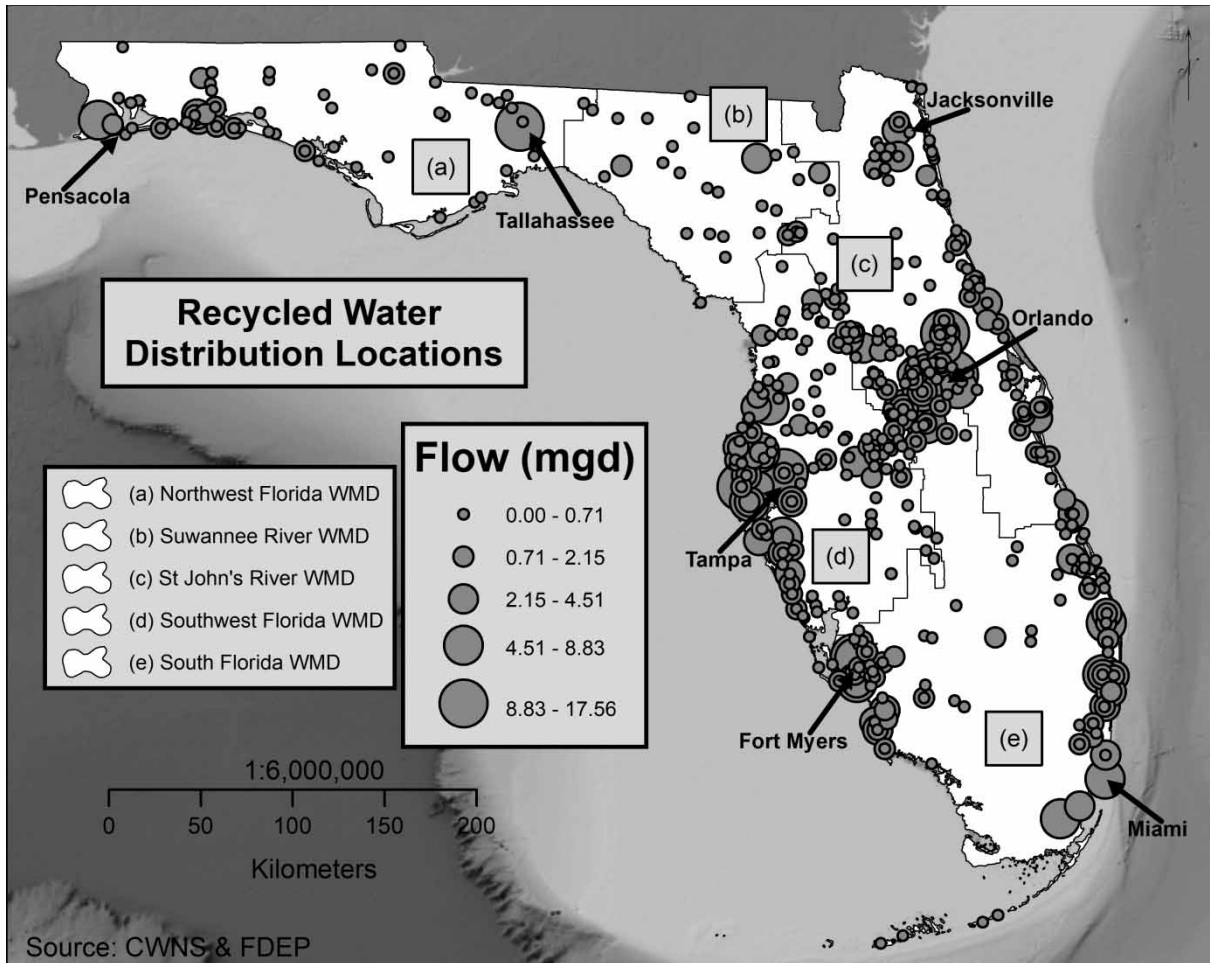 Jacksonville
(b)
(a)
Pensacola
Tallahassee
(c)
Recycled Water
Distribution Locations
Orlando
Flow (mgd)
0.00 - 0.71
0.71 - 2.15
2.15 - 4.51
4.51 - 8.83
8.83 - 17.56
(a) Northwest Florida WMD
(b) Suwannee River WMD
(c) St John's River WMD
(d) Southwest Florida WMD
(e) South Florida WMD
Tampa
(d)
Fort Myers
(e)
Miami
1:6,000,000
0 50 100 150 200
Kilometers
Source: CWNS & FDEP